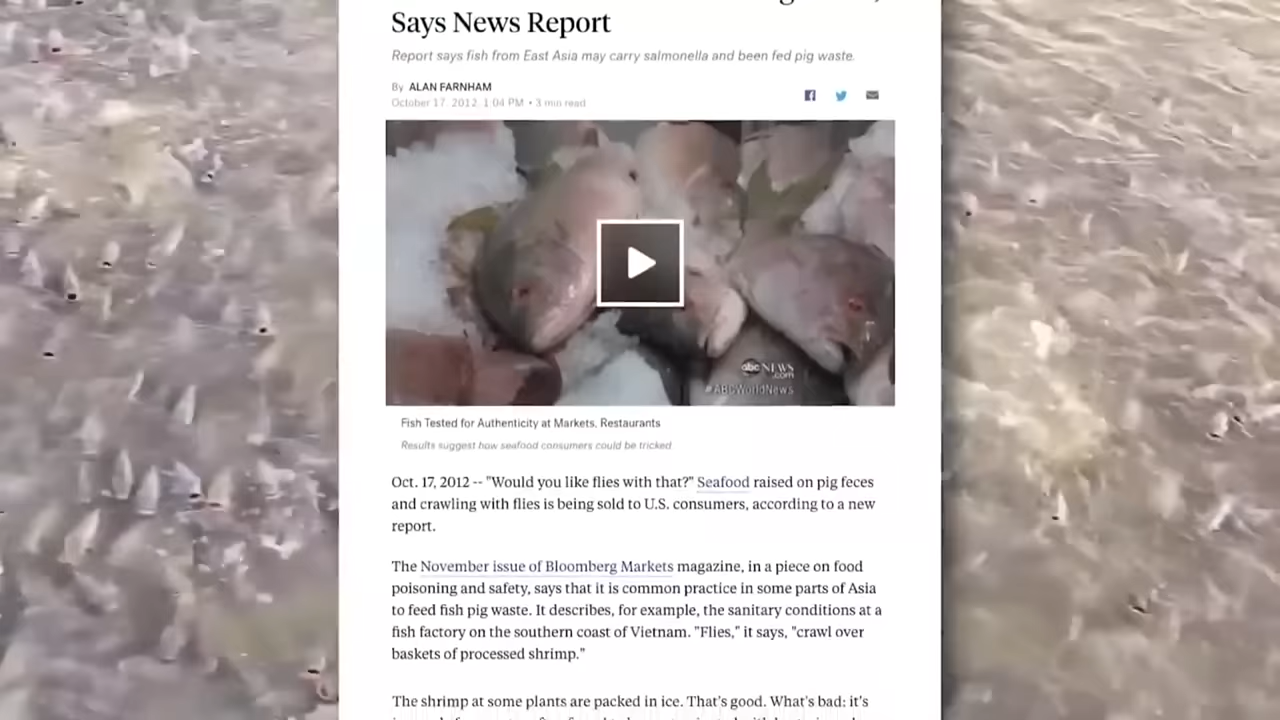 Says News Report
Report says fish from East Asia may carry salmonella and been fed pig waste.
By ALAN FARNHAM
October 17, 2012, 1:04 PM • 3 min read
abc NEWS
.com
#ABCWorldNews
Fish Tested for Authenticity at Markets, Restaurants
Results suggest how seafood consumers could be tricked
Oct. 17, 2012 -- "Would you like flies with that?" Seafood raised on pig feces
and crawling with flies is being sold to U.S. consumers, according to a new
report.
The November issue of Bloomberg Markets magazine, in a piece on food
poisoning and safety, says that it is common practice in some parts of Asia
to feed fish pig waste. It describes, for example, the sanitary conditions at a
fish factory on the southern coast of Vietnam. "Flies," it says, "crawl over
baskets of processed shrimp."
The shrimp at some plants are packed in ice. That's good. What's bad: it's